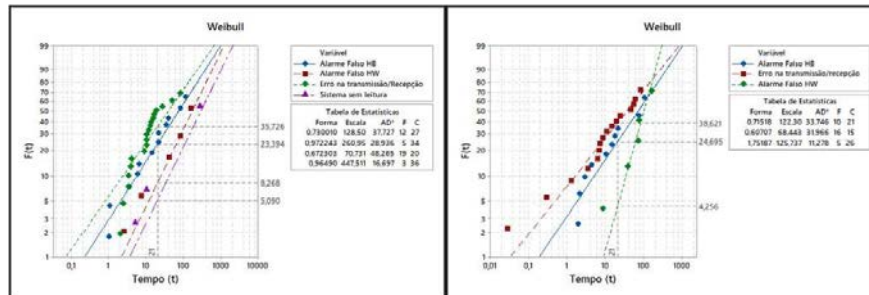 Weibull
99
90
80
70
60
50
40
30
20
10
5
3
2
1
F(t)
35,726
23,394
8,268
5,090
21
0,1
1
10
100
1000
10000
Tempo (t)
Variável
Alarme Falso HB
Alarme Falso HW
Erro na transmissão/Recepção
Sistema sem leitura
Tabela de Estatísticas
Forma Escala AD* F C
0,730010 128,50 37,727 12 27
0,972243 260,95 28,936 5 34
0,672303 70,731 48,265 19 20
0,96490 447,511 16,697 3 36
Weibull
99
90
80
70
60
50
40
30
20
10
5
3
2
1
F(t)
38,621
24,695
4,256
21
0,01
0,1
1
10
100
1000
Tempo (t)
Variável
Alarme Falso HB
Erro na transmissão/recepção
Alarme Falso HW
Tabela de Estatísticas
Forma Escala AD* F C
0,71518 122,30 33,746 10 21
0,60707 68,443 31,966 16 15
1,75187 125,737 11,278 5 26